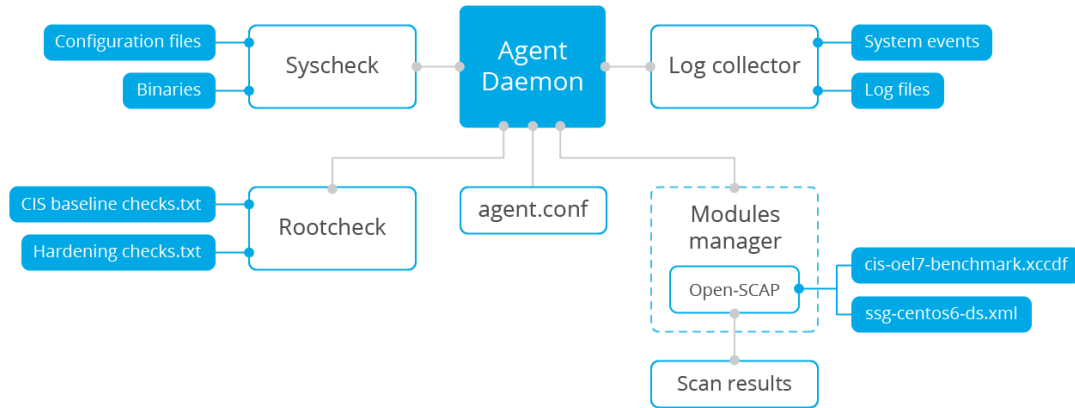 Configuration files
Binaries
Syscheck
Agent
Daemon
Log collector
System events
Log files
CIS baseline checks.txt
Hardening checks.txt
Rootcheck
agent.conf
Modules
manager
Open-SCAP
cis-oel7-benchmark.xccdf
ssg-centos6-ds.xml
Scan results